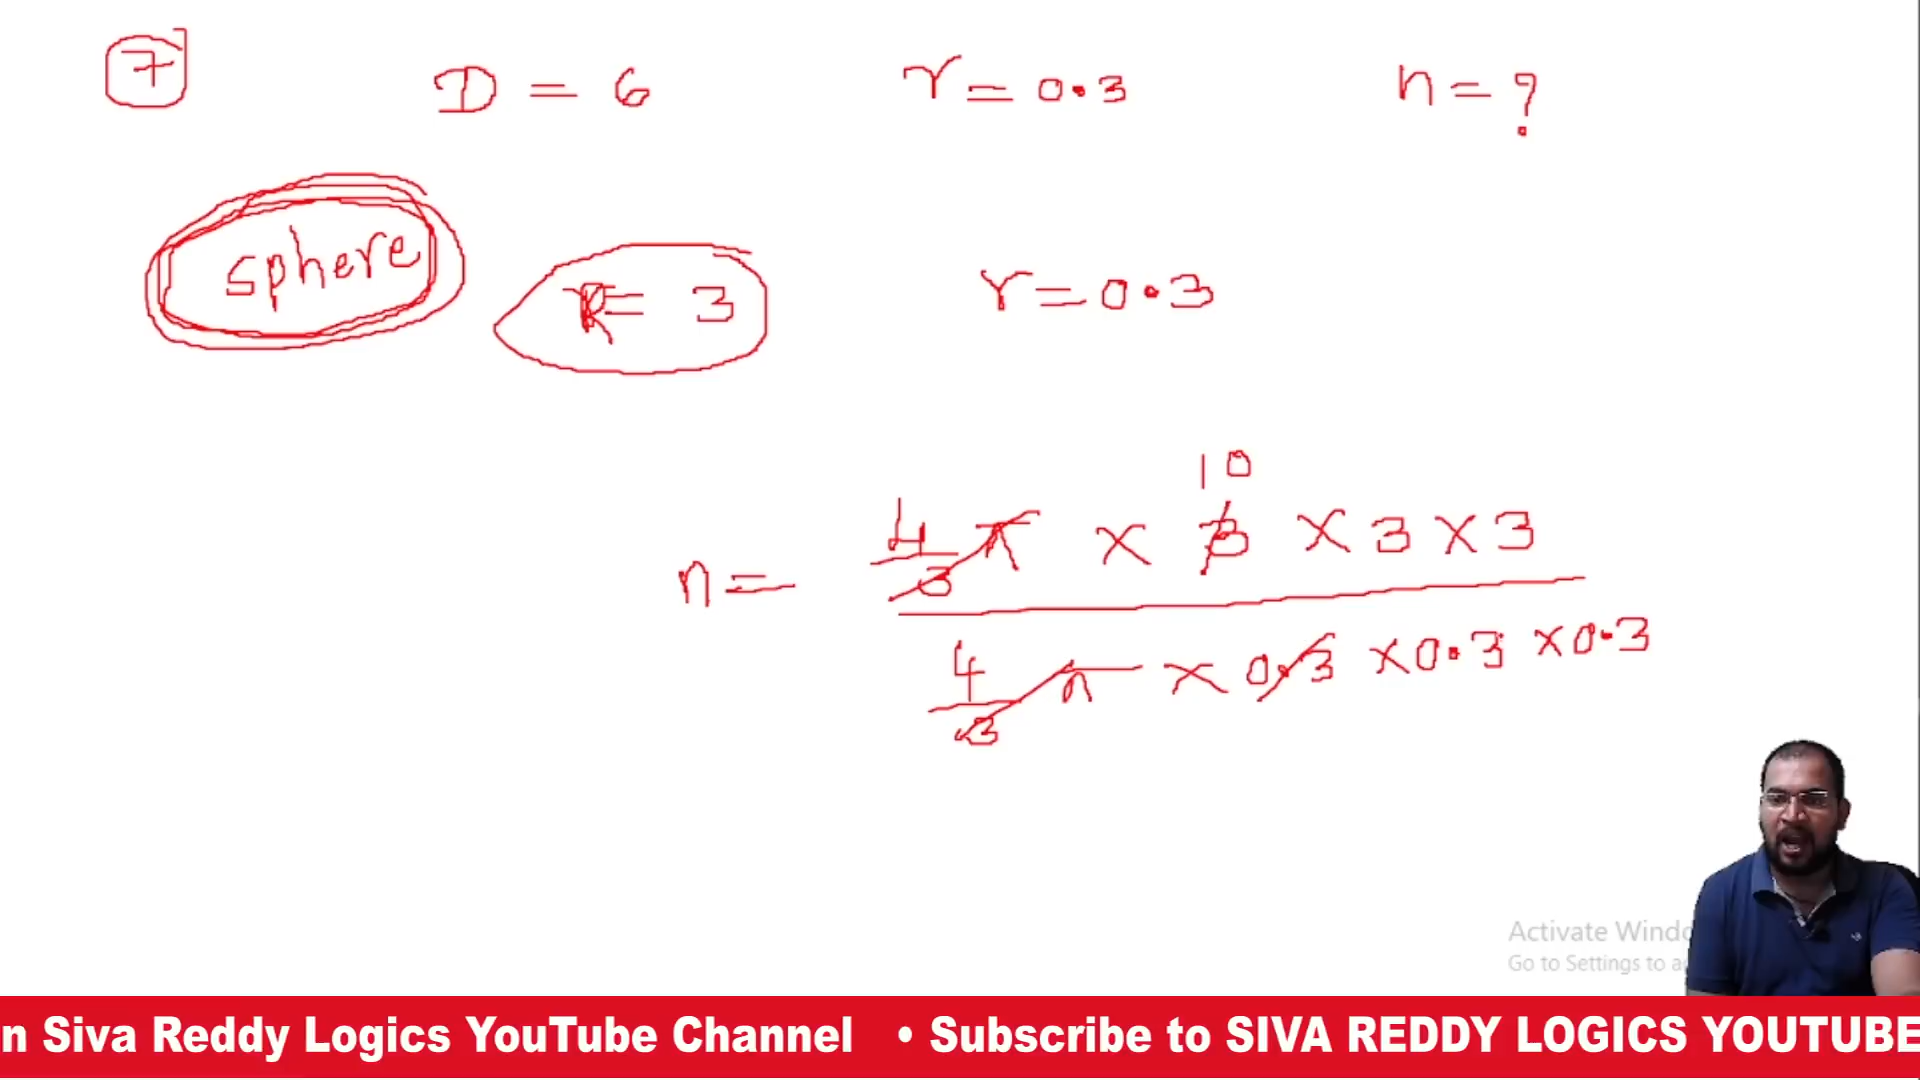 7 D = 6 r = 0.3 n = ?
sphere R = 3 r = 0.3
10
n = 4/3 π × 3 × 3 × 3
4/3 π × 0.3 × 0.3 × 0.3
Activate Windo
Go to Settings to a
n Siva Reddy Logics YouTube Channel • Subscribe to SIVA REDDY LOGICS YOUTUBE